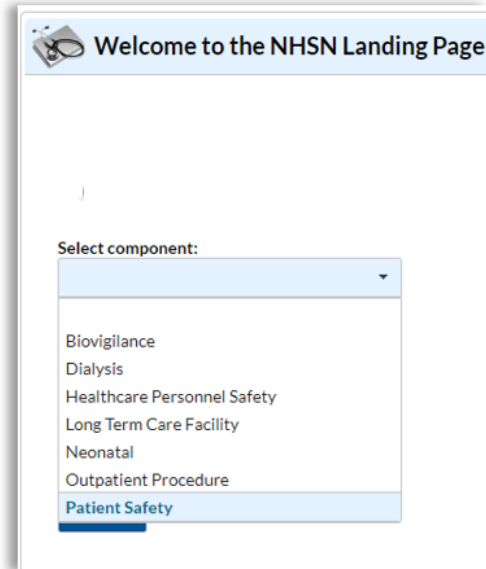 Welcome to the NHSN Landing Page
Select component:
Biovigilance
Dialysis
Healthcare Personnel Safety
Long Term Care Facility
Neonatal
Outpatient Procedure
Patient Safety